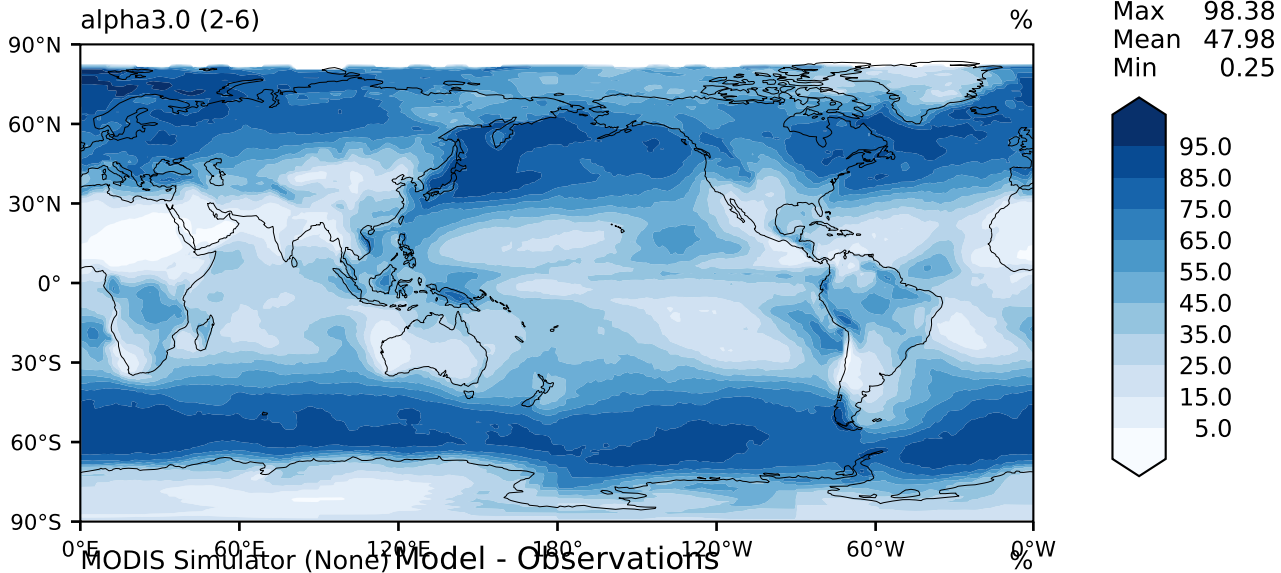 alpha3.0 (2-6) %
Max 98.38
Mean 47.98
Min 0.25
90°N
60°N
30°N
0°
30°S
60°S
90°S
95.0
85.0
75.0
65.0
55.0
45.0
35.0
25.0
15.0
5.0
0°E 60°E 120°E 180° 120°W 60°W 0°W
MODIS Simulator (None) Model - Observations %